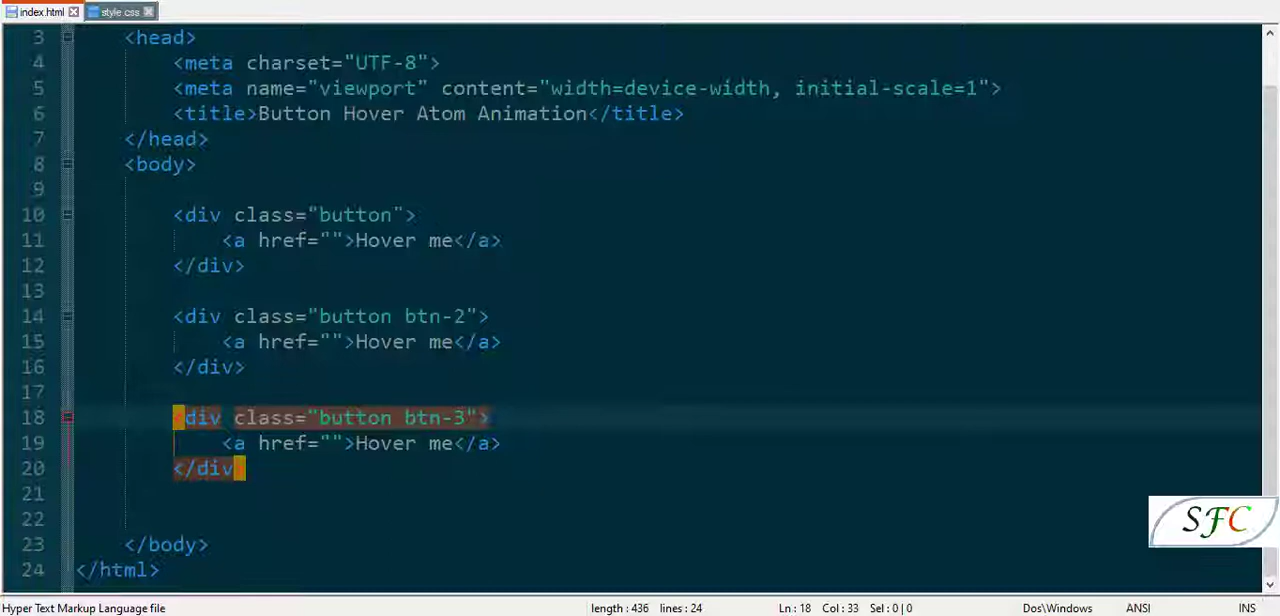 index.html
style.css
3 <head>
4 <meta charset="UTF-8">
5 <meta name="viewport" content="width=device-width, initial-scale=1">
6 <title>Button Hover Atom Animation</title>
7 </head>
8 <body>
9
10 <div class="button">
11 <a href="">Hover me</a>
12 </div>
13
14 <div class="button btn-2">
15 <a href="">Hover me</a>
16 </div>
17
18 <div class="button btn-3">
19 <a href="">Hover me</a>
20 </div>
21
22
23 </body>
24 </html>
SFC
Hyper Text Markup Language file length : 436 lines : 24 Ln : 18 Col : 33 Sel : 0 | 0 Dos\Windows ANSI INS